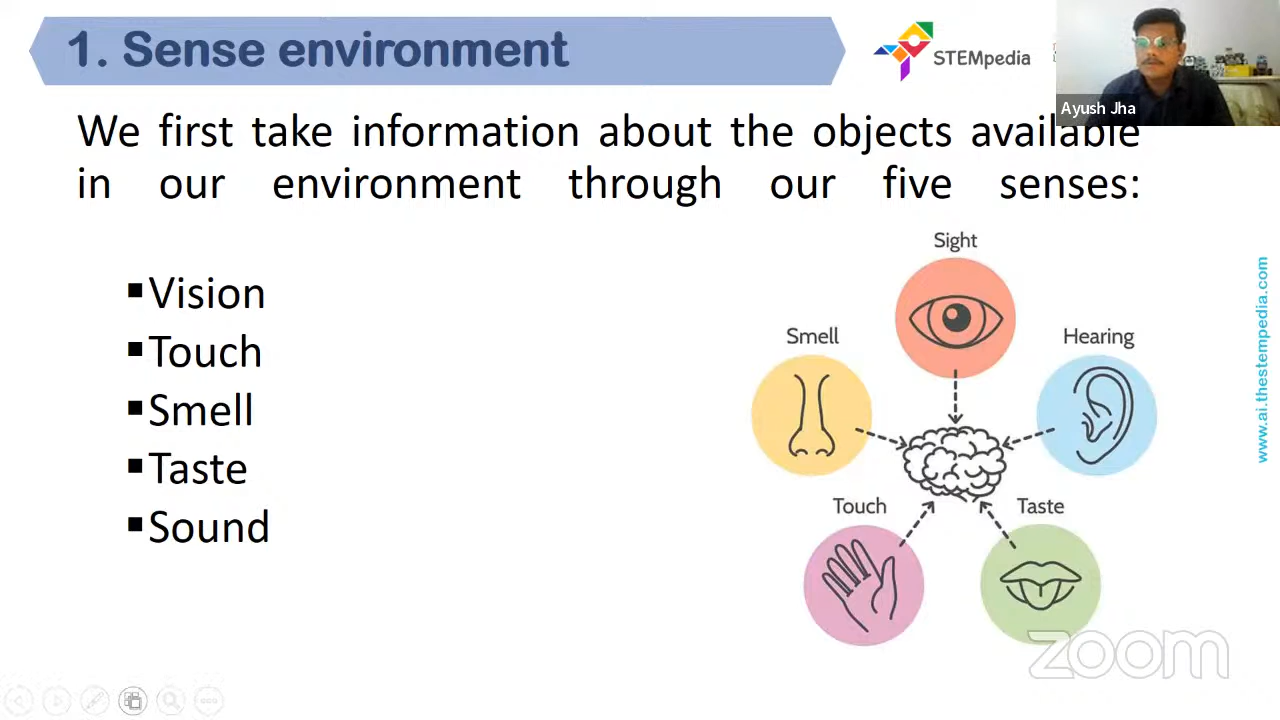 1. Sense environment
STEMpedia
Ayush Jha
We first take information about the objects available
in our environment through our five senses:
▪Vision
▪Touch
▪Smell
▪Taste
▪Sound
Sight
Smell
Hearing
Touch
Taste
www.ai.thestempedia.com
zoom